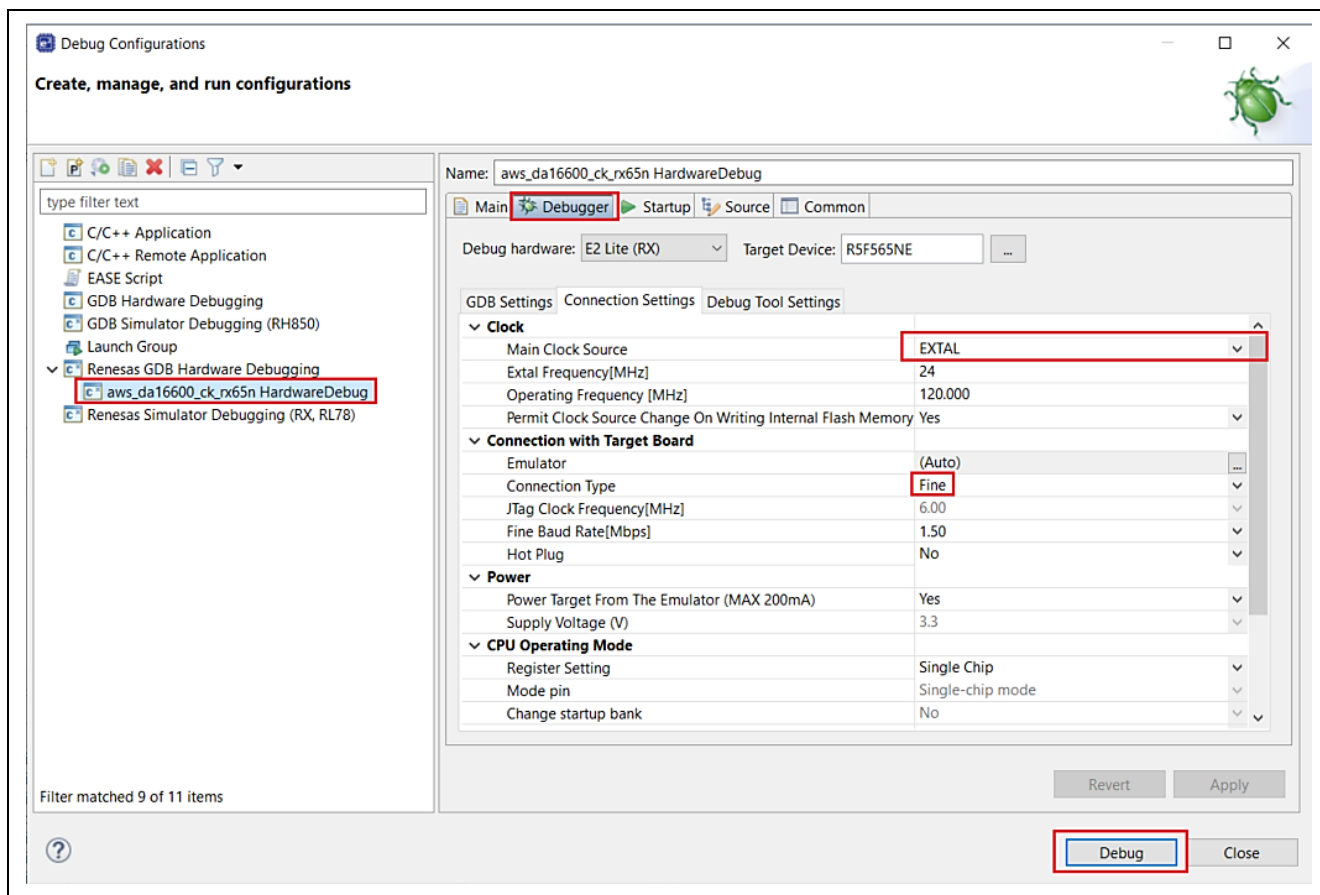 Debug Configurations
Create, manage, and run configurations
type filter text
C/C++ Application
C/C++ Remote Application
EASE Script
GDB Hardware Debugging
GDB Simulator Debugging (RH850)
Launch Group
Renesas GDB Hardware Debugging
aws_da16600_ck_rx65n HardwareDebug
Renesas Simulator Debugging (RX, RL78)
Filter matched 9 of 11 items
Name: aws_da16600_ck_rx65n HardwareDebug
Main Debugger Startup Source Common
Debug hardware: E2 Lite (RX) Target Device: R5F565NE ...
GDB Settings Connection Settings Debug Tool Settings
Clock
Main Clock Source EXTAL
Extal Frequency[MHz] 24
Operating Frequency [MHz] 120.000
Permit Clock Source Change On Writing Internal Flash Memory Yes
Connection with Target Board
Emulator (Auto) ...
Connection Type Fine
JTag Clock Frequency[MHz] 6.00
Fine Baud Rate[Mbps] 1.50
Hot Plug No
Power
Power Target From The Emulator (MAX 200mA) Yes
Supply Voltage (V) 3.3
CPU Operating Mode
Register Setting Single Chip
Mode pin Single-chip mode
Change startup bank No
Revert Apply
? Debug Close